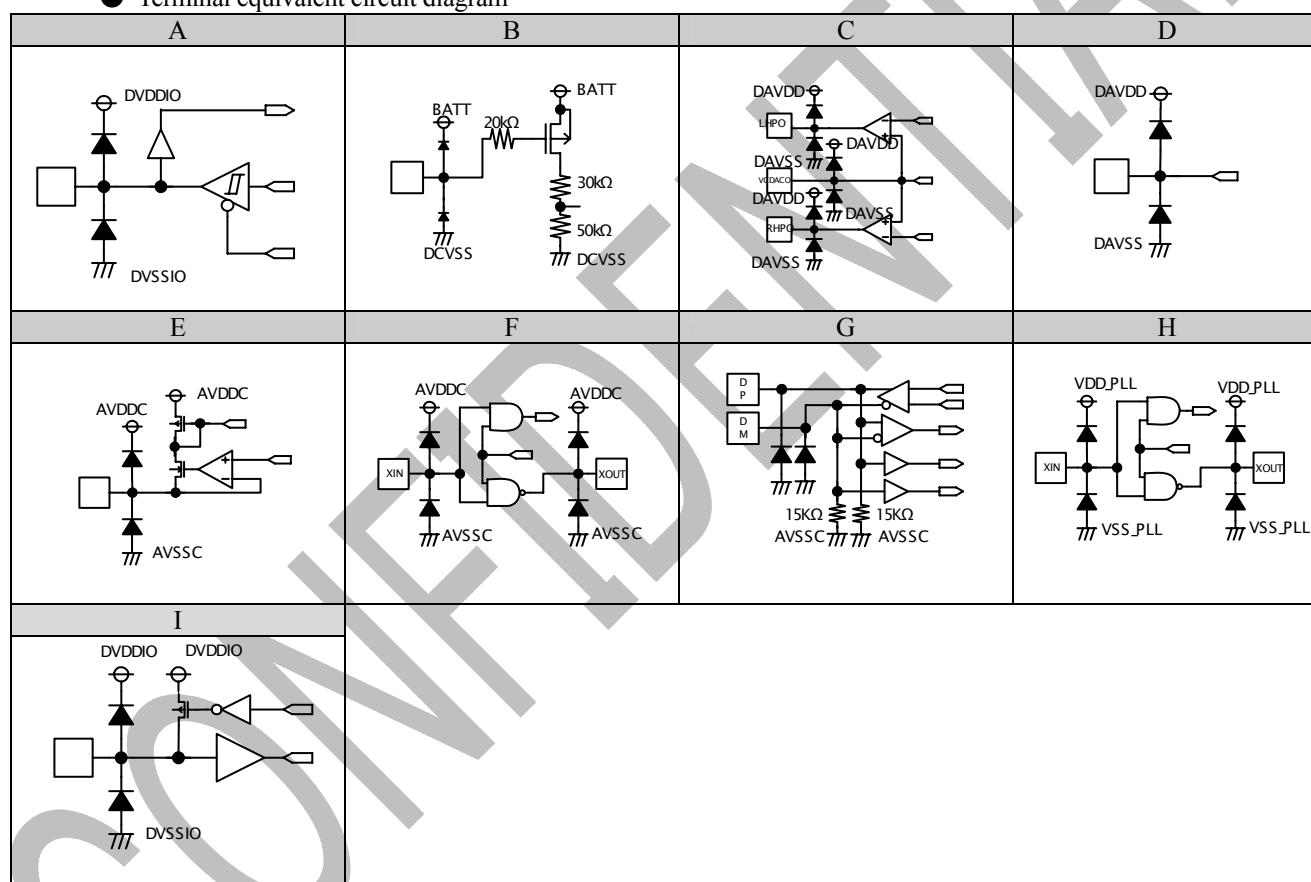 ● Terminal equivalent circuit diagram
A
B
C
D
DVDDIO
DVSSIO
BATT
BATT
20kΩ
30kΩ
50kΩ
DCVSS
DCVSS
DAVDD
LHPO
DAVDD
DAVSS
VCDACO
DAVDD
DAVSS
RHPO
DAVSS
DAVDD
DAVSS
E
F
G
H
AVDDC
AVDDC
AVSSC
AVDDC
AVDDC
XIN
XOUT
AVSSC
AVSSC
D
P
D
M
15KΩ
15KΩ
AVSSC
AVSSC
VDD_PLL
VDD_PLL
XIN
XOUT
VSS_PLL
VSS_PLL
I
DVDDIO
DVDDIO
DVSSIO
CONFIDENTIAL